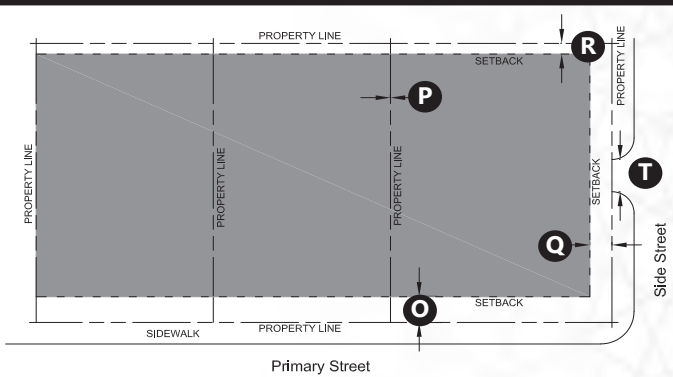 PROPERTY LINE
R
SETBACK
PROPERTY LINE
P
PROPERTY LINE
PROPERTY LINE
PROPERTY LINE
SETBACK
T
Q
Side Street
SETBACK
O
SIDEWALK
PROPERTY LINE
Primary Street